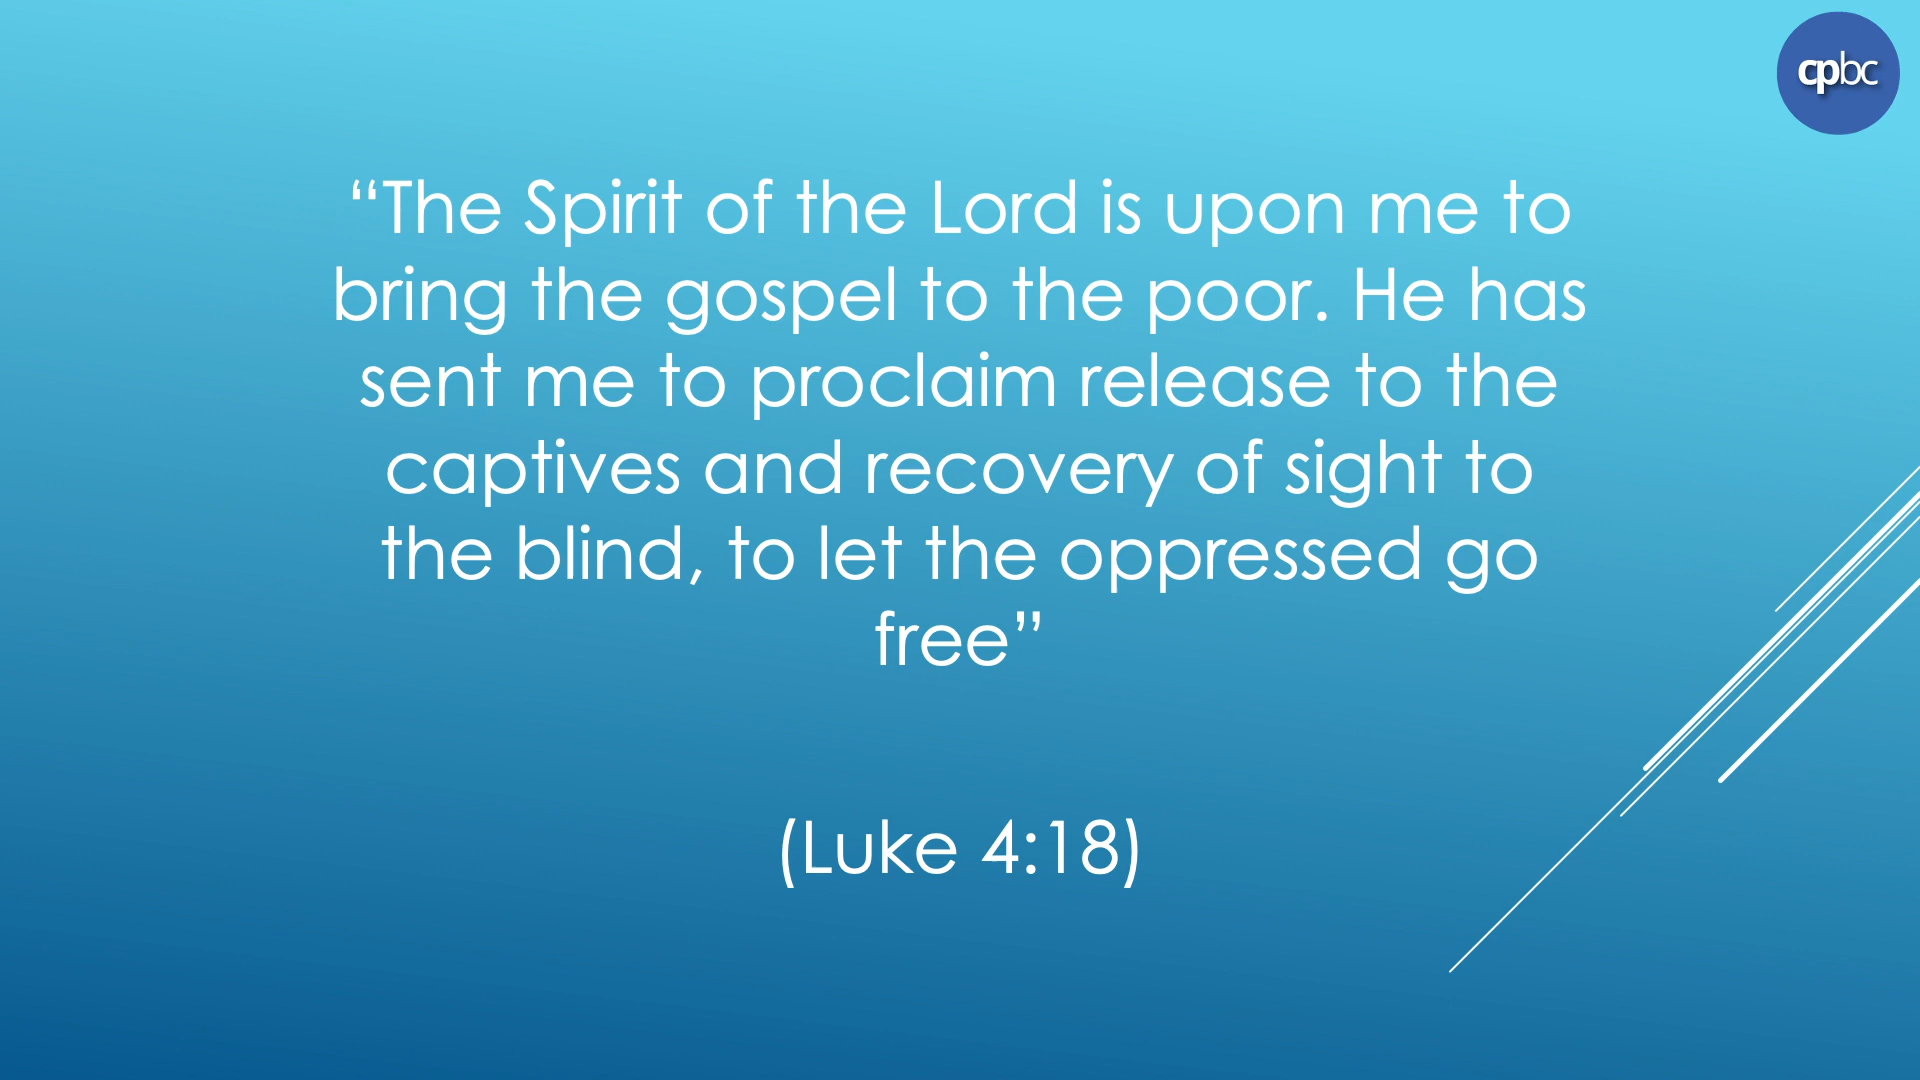 cpbc
“The Spirit of the Lord is upon me to
bring the gospel to the poor. He has
sent me to proclaim release to the
captives and recovery of sight to
the blind, to let the oppressed go
free”
(Luke 4:18)